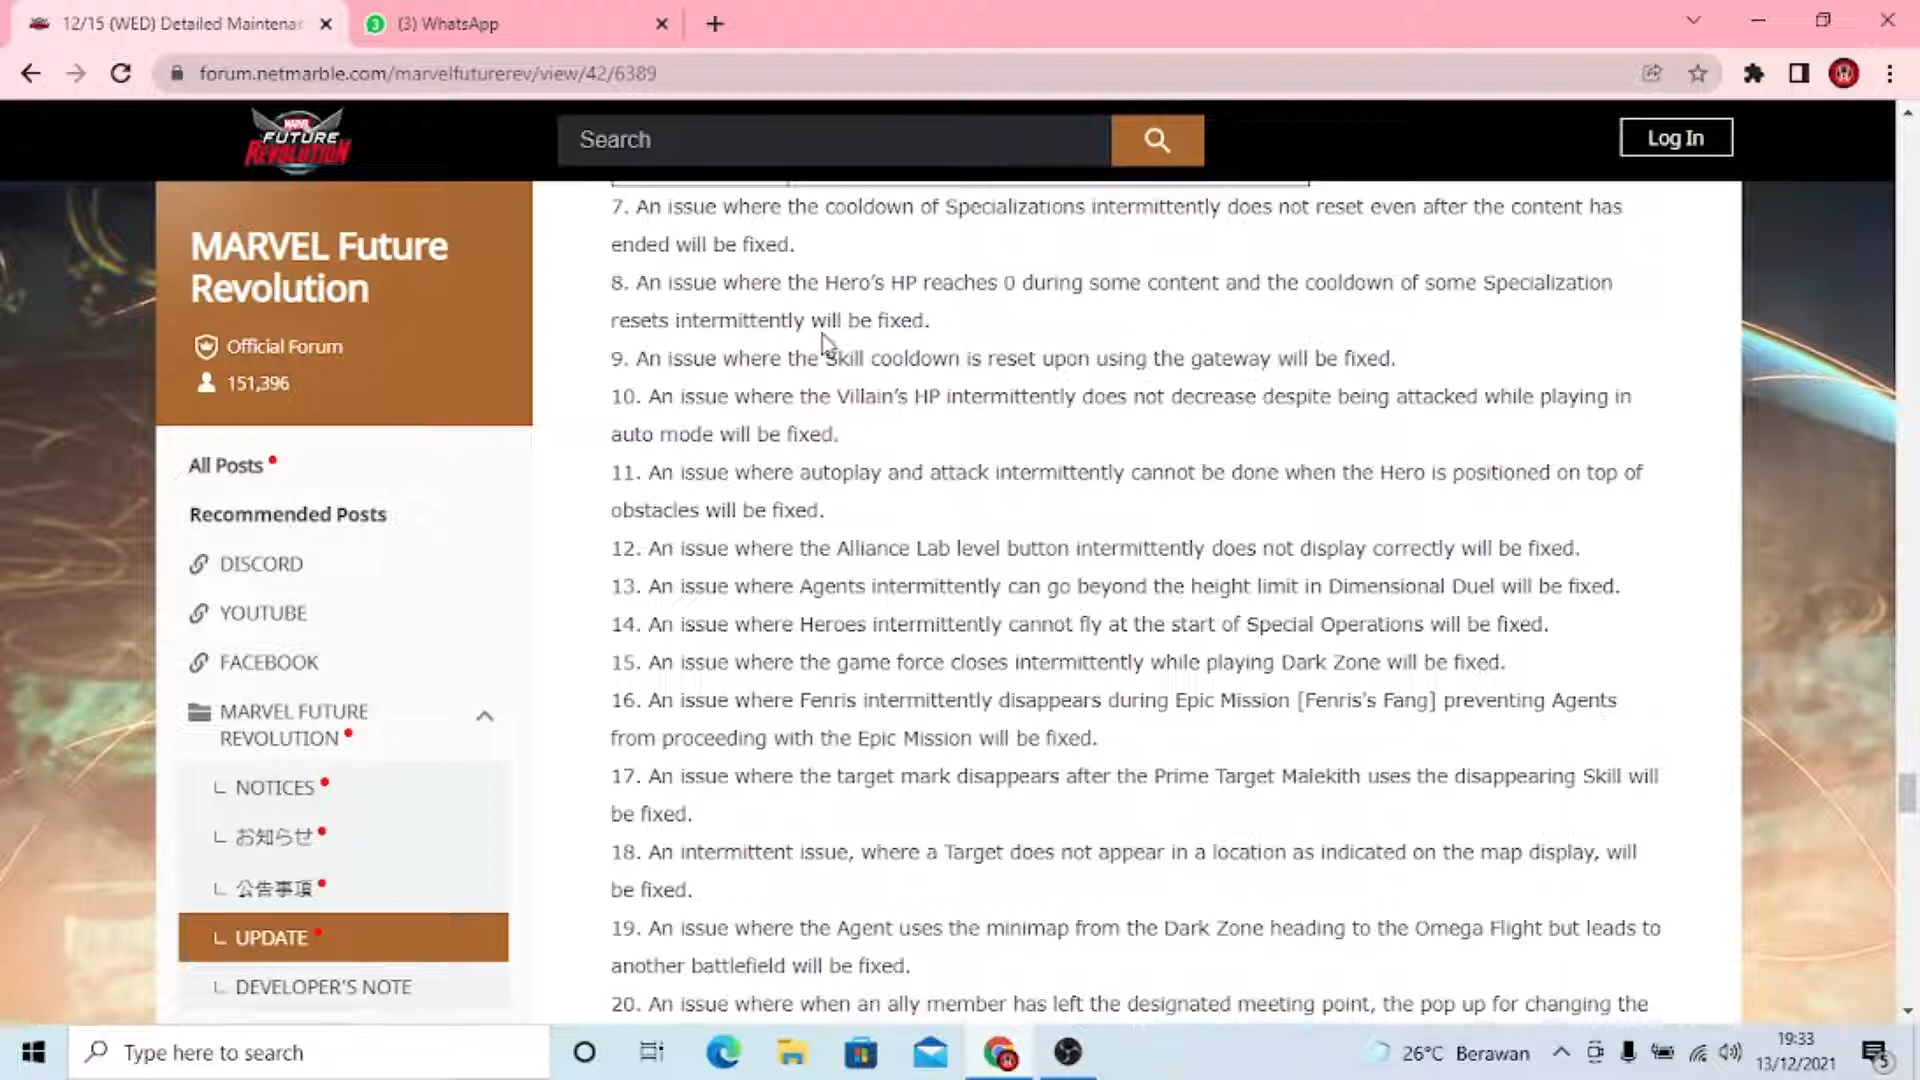 12/15 (WED) Detailed Maintenan
(3) WhatsApp
forum.netmarble.com/marvelfuturerev/view/42/6389
MARVEL
FUTURE
REVOLUTION
Search
Log In
MARVEL Future
Revolution
Official Forum
151,396
All Posts
Recommended Posts
DISCORD
YOUTUBE
FACEBOOK
MARVEL FUTURE
REVOLUTION
NOTICES
お知らせ
公告事項
UPDATE
DEVELOPER'S NOTE
7. An issue where the cooldown of Specializations intermittently does not reset even after the content has
ended will be fixed.
8. An issue where the Hero's HP reaches 0 during some content and the cooldown of some Specialization
resets intermittently will be fixed.
9. An issue where the Skill cooldown is reset upon using the gateway will be fixed.
10. An issue where the Villain's HP intermittently does not decrease despite being attacked while playing in
auto mode will be fixed.
11. An issue where autoplay and attack intermittently cannot be done when the Hero is positioned on top of
obstacles will be fixed.
12. An issue where the Alliance Lab level button intermittently does not display correctly will be fixed.
13. An issue where Agents intermittently can go beyond the height limit in Dimensional Duel will be fixed.
14. An issue where Heroes intermittently cannot fly at the start of Special Operations will be fixed.
15. An issue where the game force closes intermittently while playing Dark Zone will be fixed.
16. An issue where Fenris intermittently disappears during Epic Mission [Fenris's Fang] preventing Agents
from proceeding with the Epic Mission will be fixed.
17. An issue where the target mark disappears after the Prime Target Malekith uses the disappearing Skill will
be fixed.
18. An intermittent issue, where a Target does not appear in a location as indicated on the map display, will
be fixed.
19. An issue where the Agent uses the minimap from the Dark Zone heading to the Omega Flight but leads to
another battlefield will be fixed.
20. An issue where when an ally member has left the designated meeting point, the pop up for changing the
Type here to search
26°C Berawan
19:33
13/12/2021
5